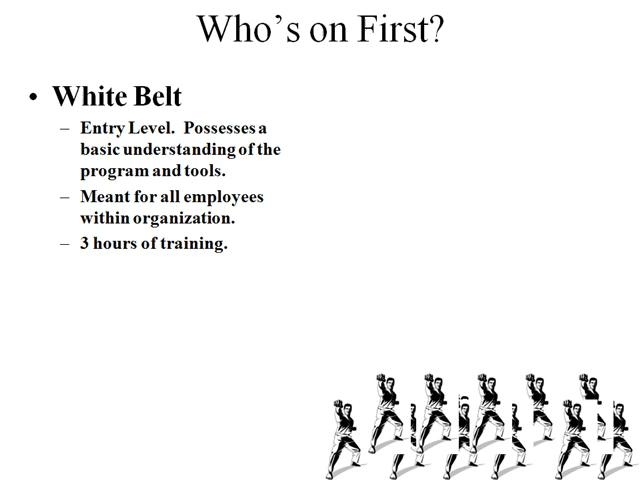 Who’s on First?
• White Belt
– Entry Level.  Possesses a
basic understanding of the
program and tools.
– Meant for all employees
within organization.
– 3 hours of training.